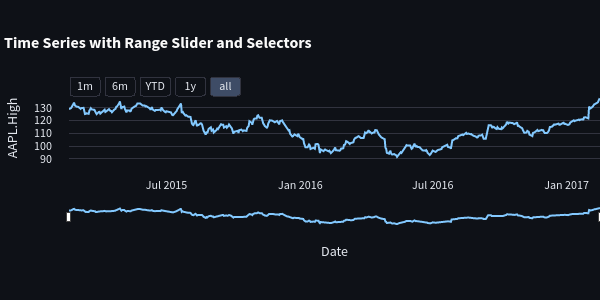 Time Series with Range Slider and Selectors
1m 6m YTD 1y all
AAPL.High
130
120
110
100
90
Jul 2015 Jan 2016 Jul 2016 Jan 2017
Date